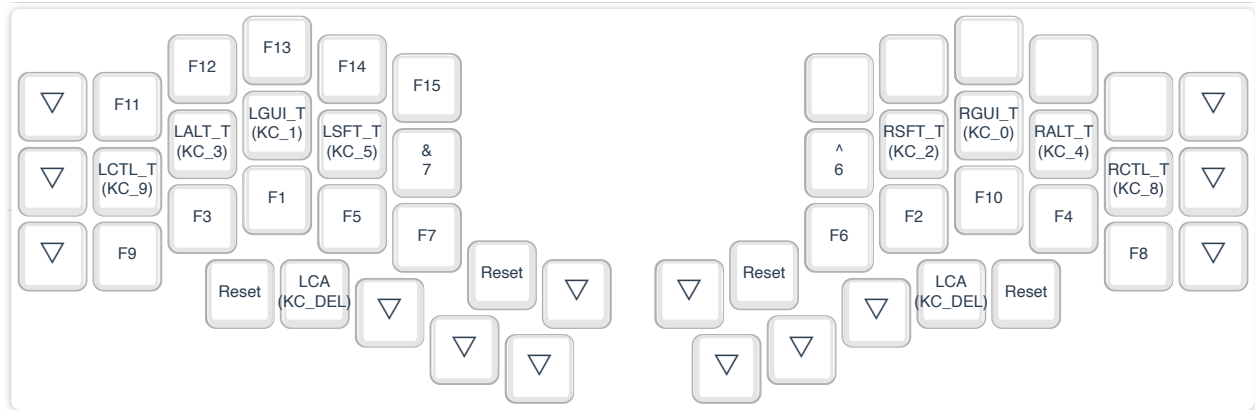 F11
F12
F13
F14
F15
LCTL_T
(KC_9)
LALT_T
(KC_3)
LGUI_T
(KC_1)
LSFT_T
(KC_5)
&
7
^
6
RSFT_T
(KC_2)
RGUI_T
(KC_0)
RALT_T
(KC_4)
RCTL_T
(KC_8)
F9
F3
F1
F5
F7
F6
F2
F10
F4
F8
Reset
LCA
(KC_DEL)
Reset
Reset
LCA
(KC_DEL)
Reset